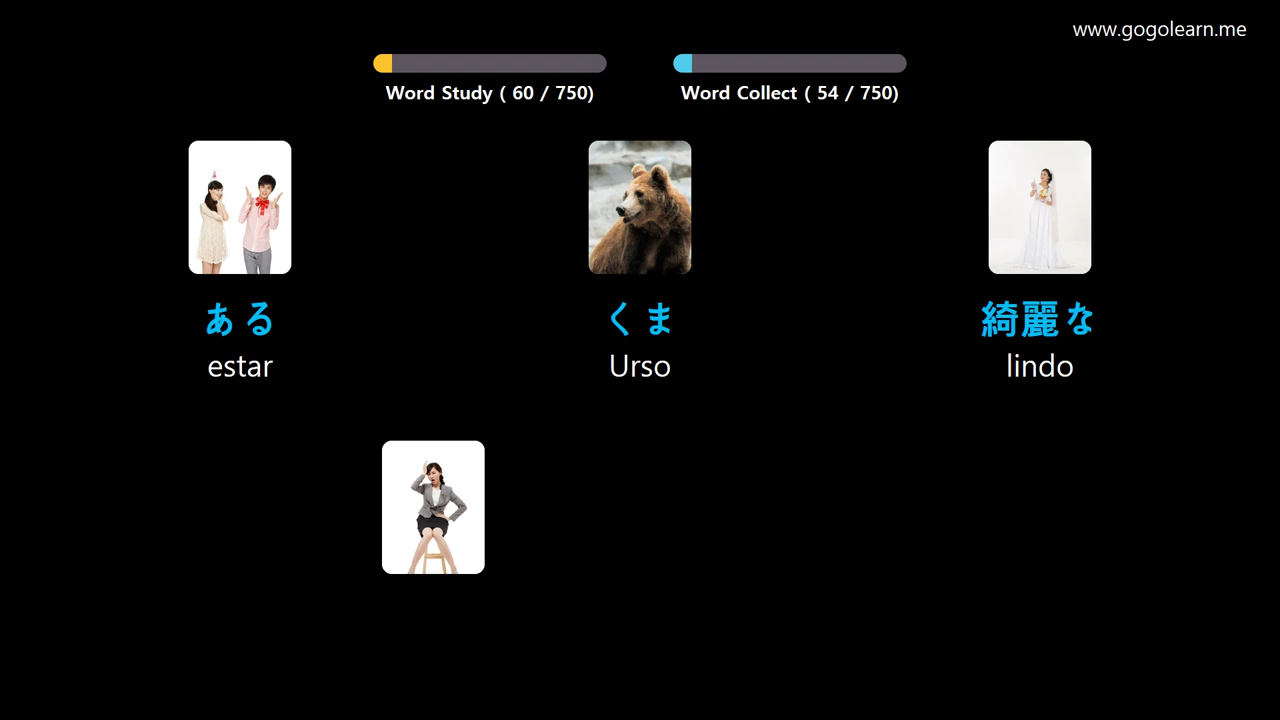 www.gogolearn.me
Word Study ( 60 / 750)
Word Collect ( 54 / 750)
ある
estar
くま
Urso
綺麗な
lindo